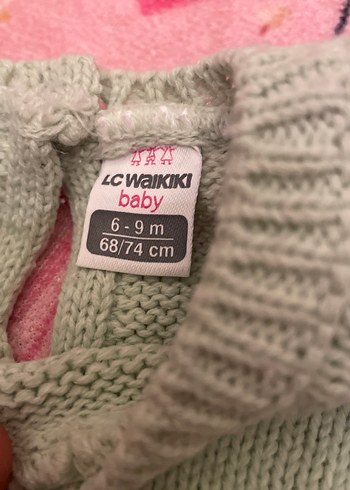 LC WAIKIKI
baby
6 - 9 m
68/74 cm